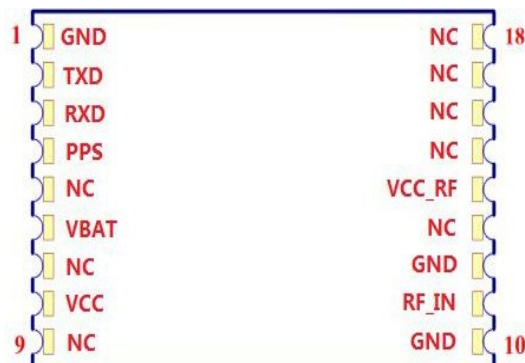 1 GND NC 18
TXD NC
RXD NC
PPS NC
NC VCC_RF
VBAT NC
NC GND
VCC RF_IN
9 NC GND 10